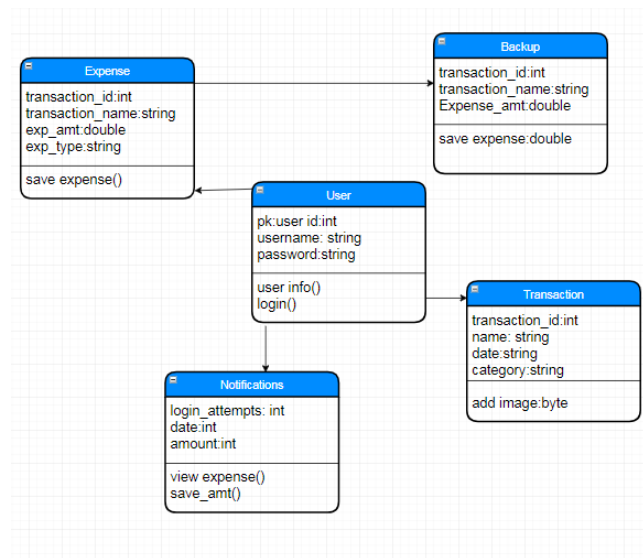 Expense
transaction_id:int
transaction_name:string
exp_amt:double
exp_type:string
save expense()
Backup
transaction_id:int
transaction_name:string
Expense_amt:double
save expense:double
User
pk:user id:int
username: string
password:string
user info()
login()
Transaction
transaction_id:int
name: string
date:string
category:string
add image:byte
Notifications
login_attempts: int
date:int
amount:int
view expense()
save_amt()